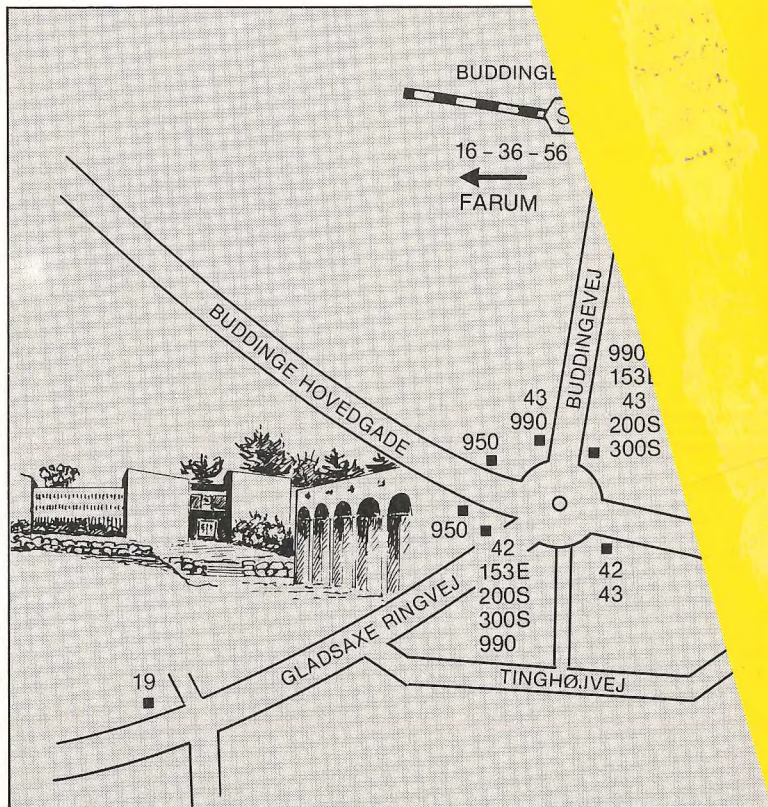 BUDDINGE
16 – 36 – 56
FARUM
BUDDINGE HOVEDGADE
BUDDINGEVEJ
990
153E
43
200S
300S
43
990
950
950
42
153E
200S
300S
990
42
43
GLADSAXE RINGVEJ
TINGHØJVEJ
19